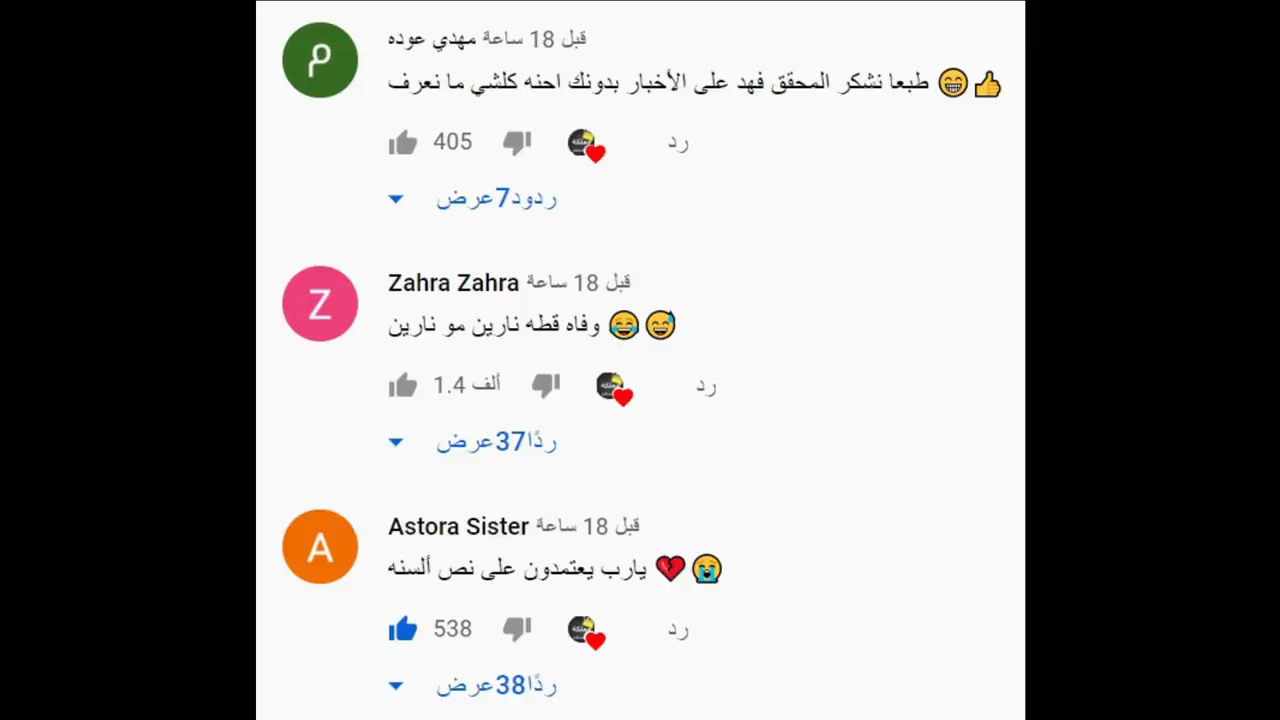 م
مهدي عوده قبل 18 ساعة
طبعا نشكر المحقق فهد على الأخبار بدونك احنه كلشي ما نعرف 😁👍
405 رد
عرض 7 ردود
Z
Zahra Zahra قبل 18 ساعة
وفاه قطه نارين مو نارين 😂😅
1.4 ألف رد
عرض 37 ردًا
A
Astora Sister قبل 18 ساعة
يارب يعتمدون على نص ألسنه 💔😭
538 رد
عرض 38 ردًا